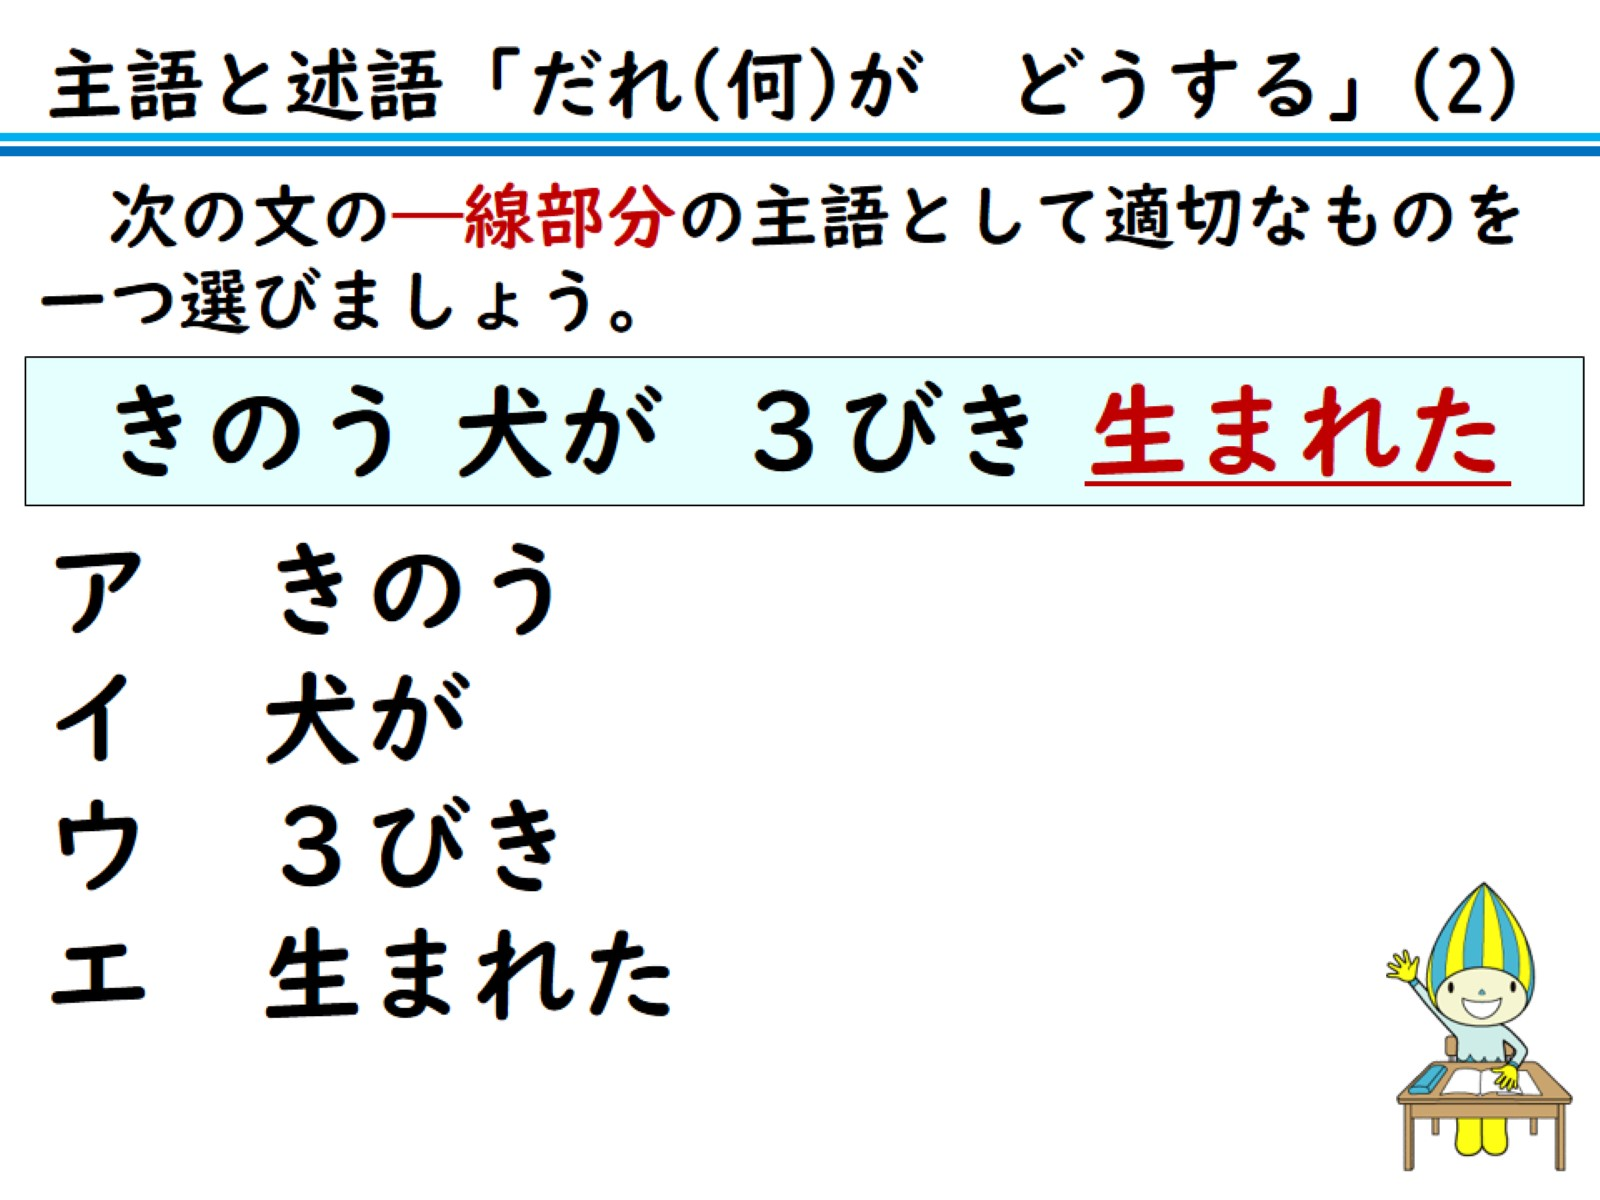 主語と述語「だれ(何)が　どうする」(2)
次の文の―線部分の主語として適切なものを
一つ選びましょう。
きのう 犬が　３びき 生まれた
ア　きのう
イ　犬が
ウ　３びき
エ　生まれた